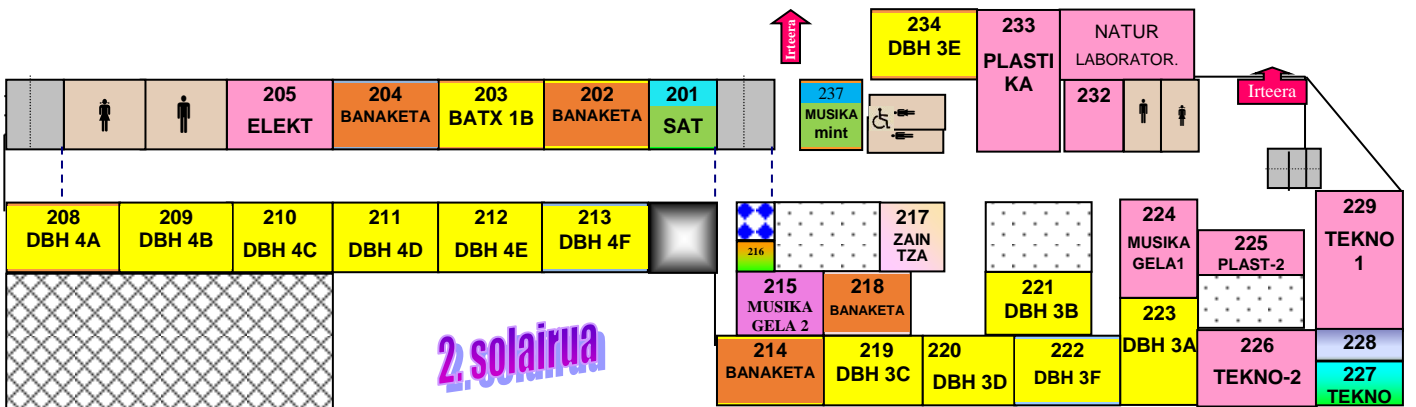 Irteera
234
DBH 3E
233
PLASTI
KA
NATUR
LABORATOR.
232
Irteera
205
ELEKT
204
BANAKETA
203
BATX 1B
202
BANAKETA
201
SAT
237
MUSIKA
mint
208
DBH 4A
209
DBH 4B
210
DBH 4C
211
DBH 4D
212
DBH 4E
213
DBH 4F
216
217
ZAIN
TZA
224
MUSIKA
GELA1
225
PLAST-2
229
TEKNO
1
215
MUSIKA
GELA 2
218
BANAKETA
221
DBH 3B
223
DBH 3A
2. solairua
214
BANAKETA
219
DBH 3C
220
DBH 3D
222
DBH 3F
226
TEKNO-2
228
227
TEKNO